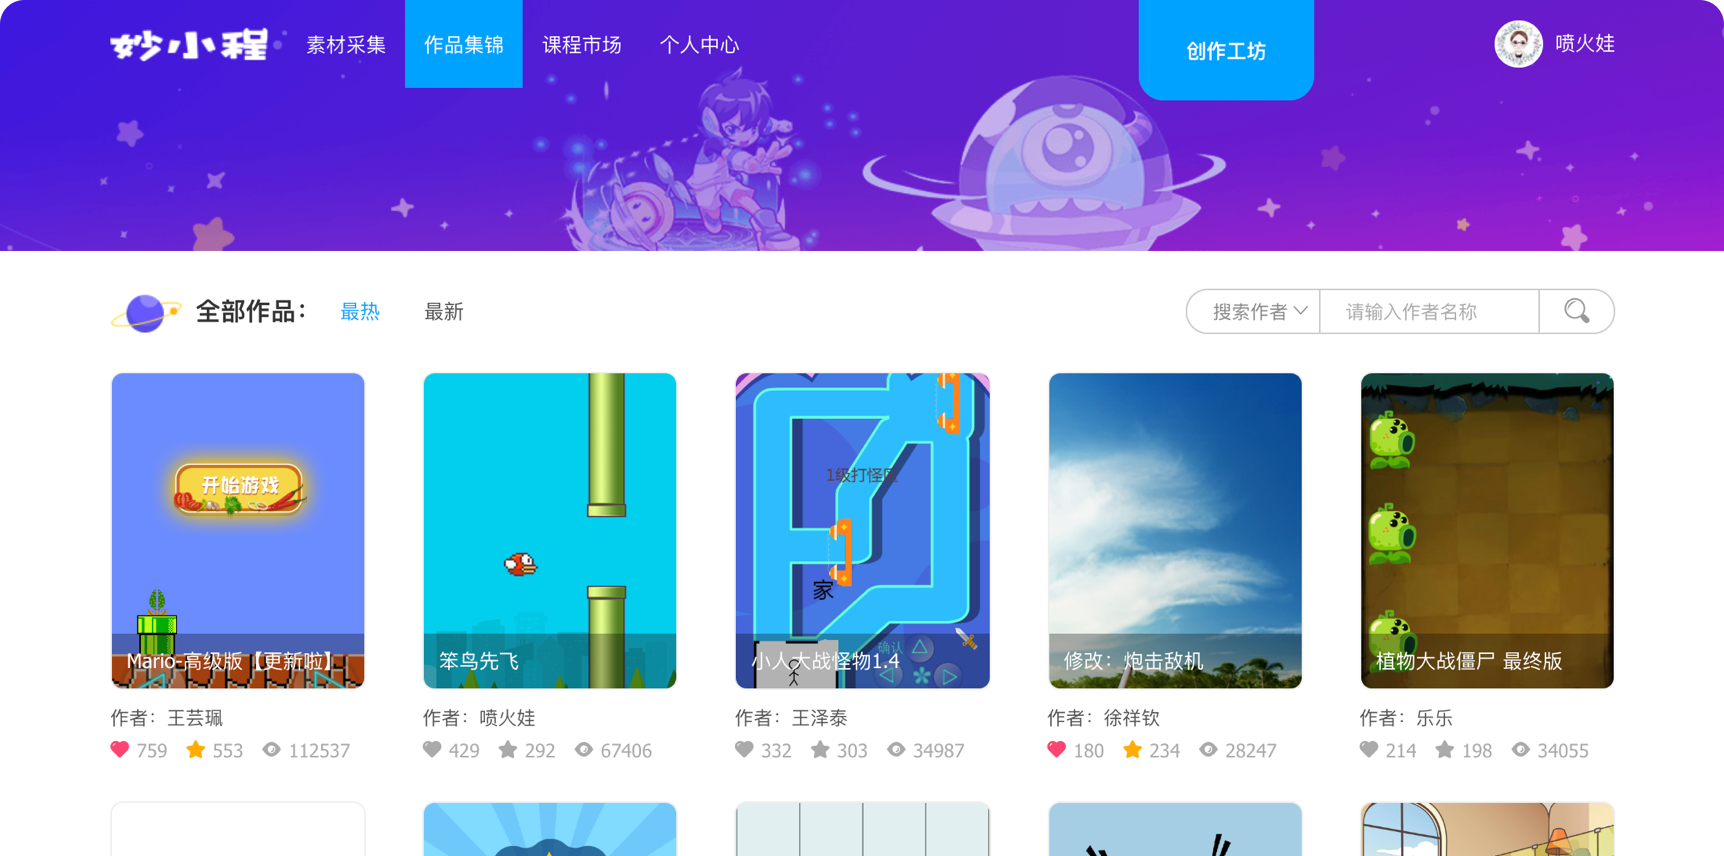 妙小程 素材采集 作品集锦 课程市场 个人中心 创作工坊 喷火娃
全部作品： 最热 最新 搜索作者 请输入作者名称
开始游戏
1级打怪区
家
确认
Mario-高级版【更新啦】 笨鸟先飞 小人大战怪物1.4 修改：炮击敌机 植物大战僵尸 最终版
作者：王芸珮 作者：喷火娃 作者：王泽泰 作者：徐祥钦 作者：乐乐
759 553 112537 429 292 67406 332 303 34987 180 234 28247 214 198 34055